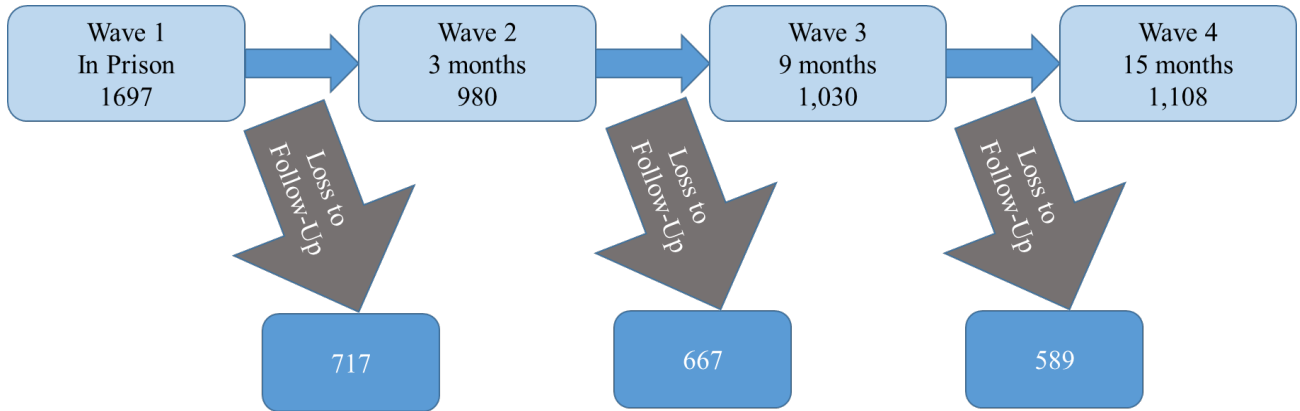 Wave 1
In Prison
1697
Wave 2
3 months
980
Wave 3
9 months
1,030
Wave 4
15 months
1,108
Loss to
Follow-Up
Loss to
Follow-Up
Loss to
Follow-Up
717
667
589